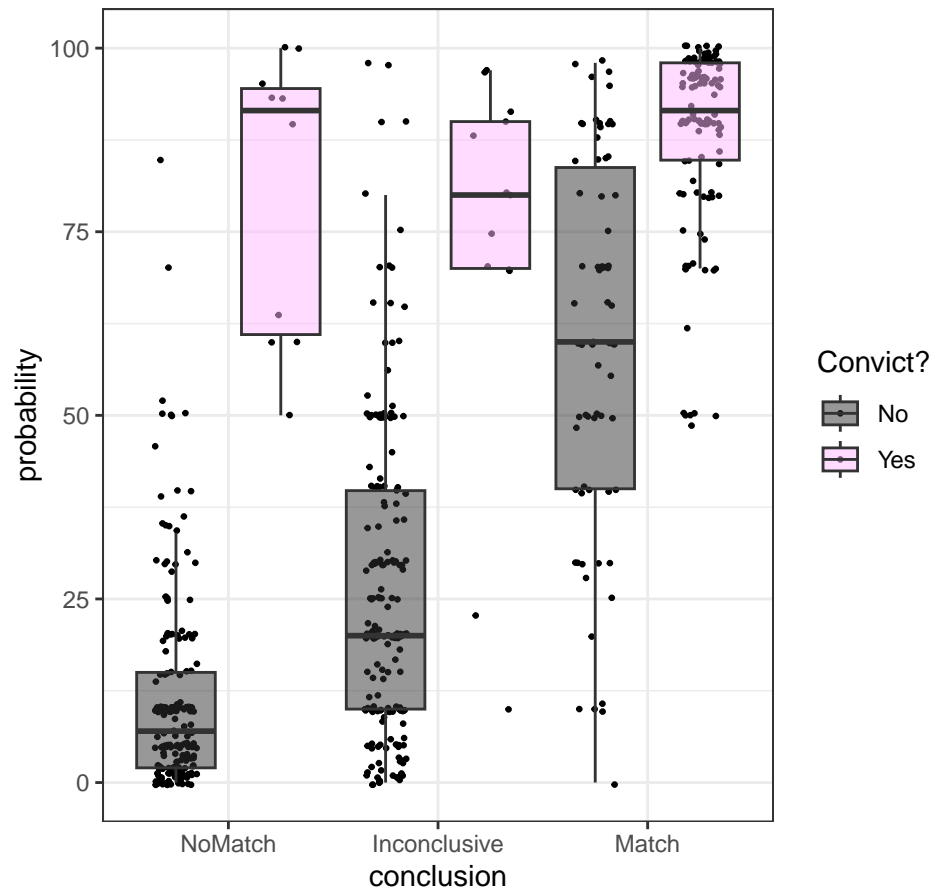 100
75
50
25
0
probability
NoMatch
Inconclusive
Match
conclusion
Convict?
No
Yes